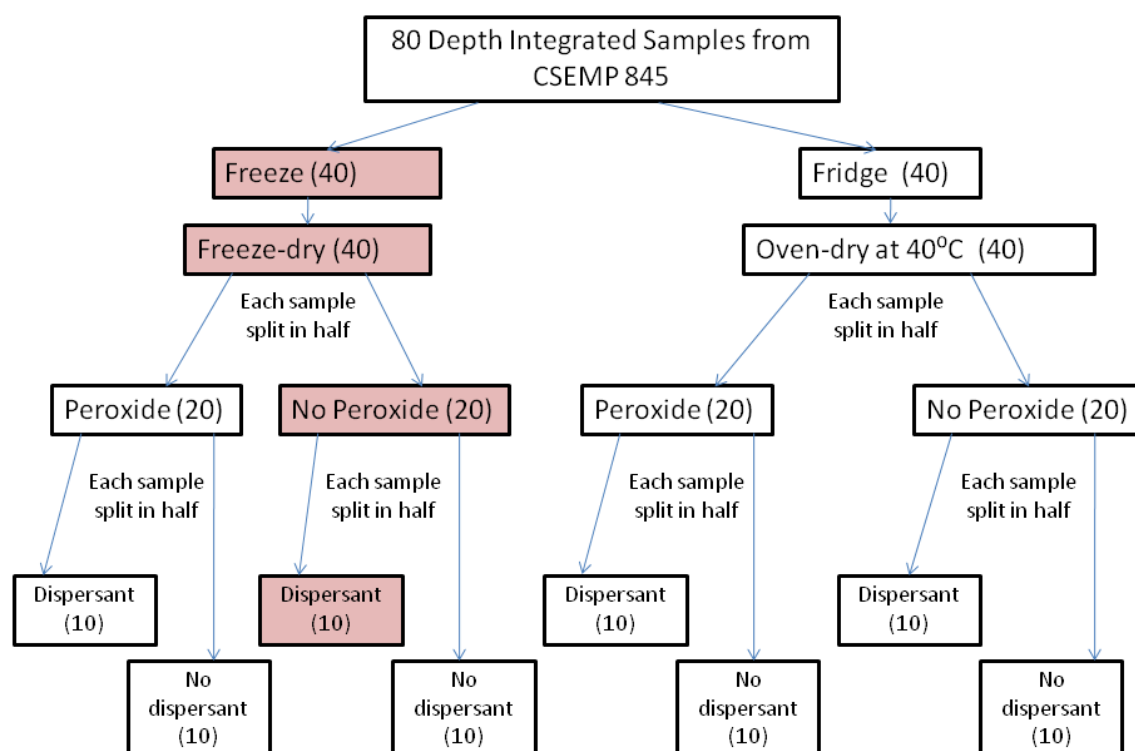 80 Depth Integrated Samples from
CSEMP 845
Freeze (40)
Fridge (40)
Freeze-dry (40)
Oven-dry at 40⁰C (40)
Each sample
split in half
Each sample
split in half
Peroxide (20)
No Peroxide (20)
Peroxide (20)
No Peroxide (20)
Each sample
split in half
Each sample
split in half
Each sample
split in half
Each sample
split in half
Dispersant
(10)
Dispersant
(10)
Dispersant
(10)
Dispersant
(10)
No
dispersant
(10)
No
dispersant
(10)
No
dispersant
(10)
No
dispersant
(10)